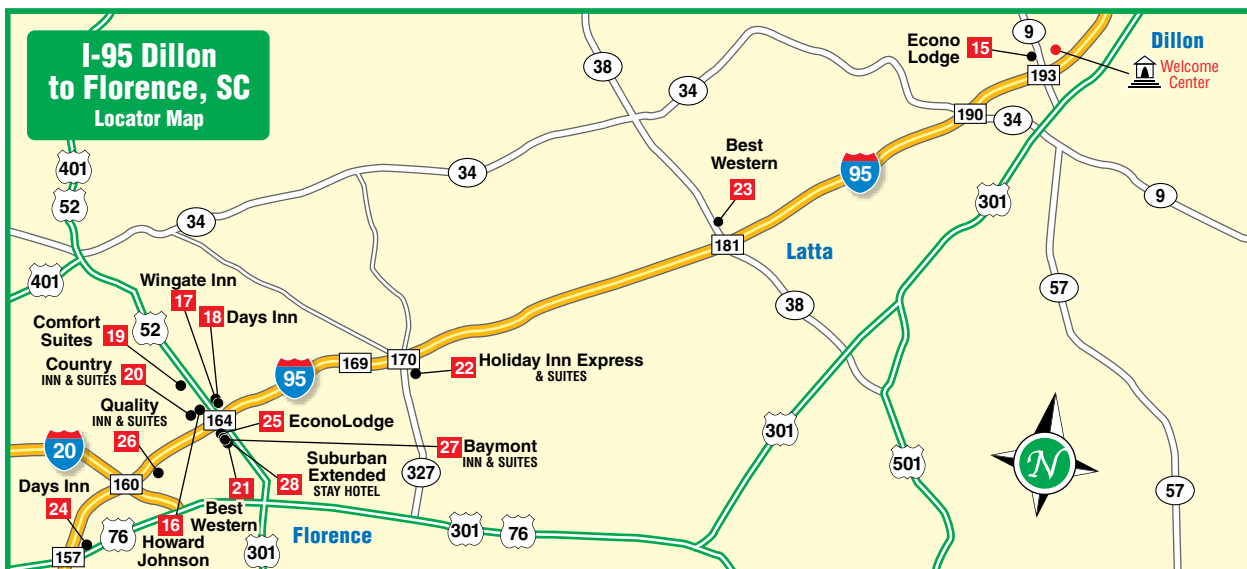 I-95 Dillon
to Florence, SC
Locator Map
Econo
Lodge
15
9
Dillon
Welcome
Center
193
38
34
34
190
34
401
52
34
34
Best
Western
23
95
301
9
181
Latta
401
Wingate Inn
17
18 Days Inn
52
Comfort
Suites
19
38
57
Country
INN & SUITES
20
95
169
170
22
Holiday Inn Express
& SUITES
Quality
INN & SUITES
26
164
25 EconoLodge
301
20
27 Baymont
INN & SUITES
Suburban
Extended
STAY HOTEL
28
21
327
501
160
Days Inn
24
Best
Western
16
Howard
Johnson
76
157
301
Florence
301
76
57
N